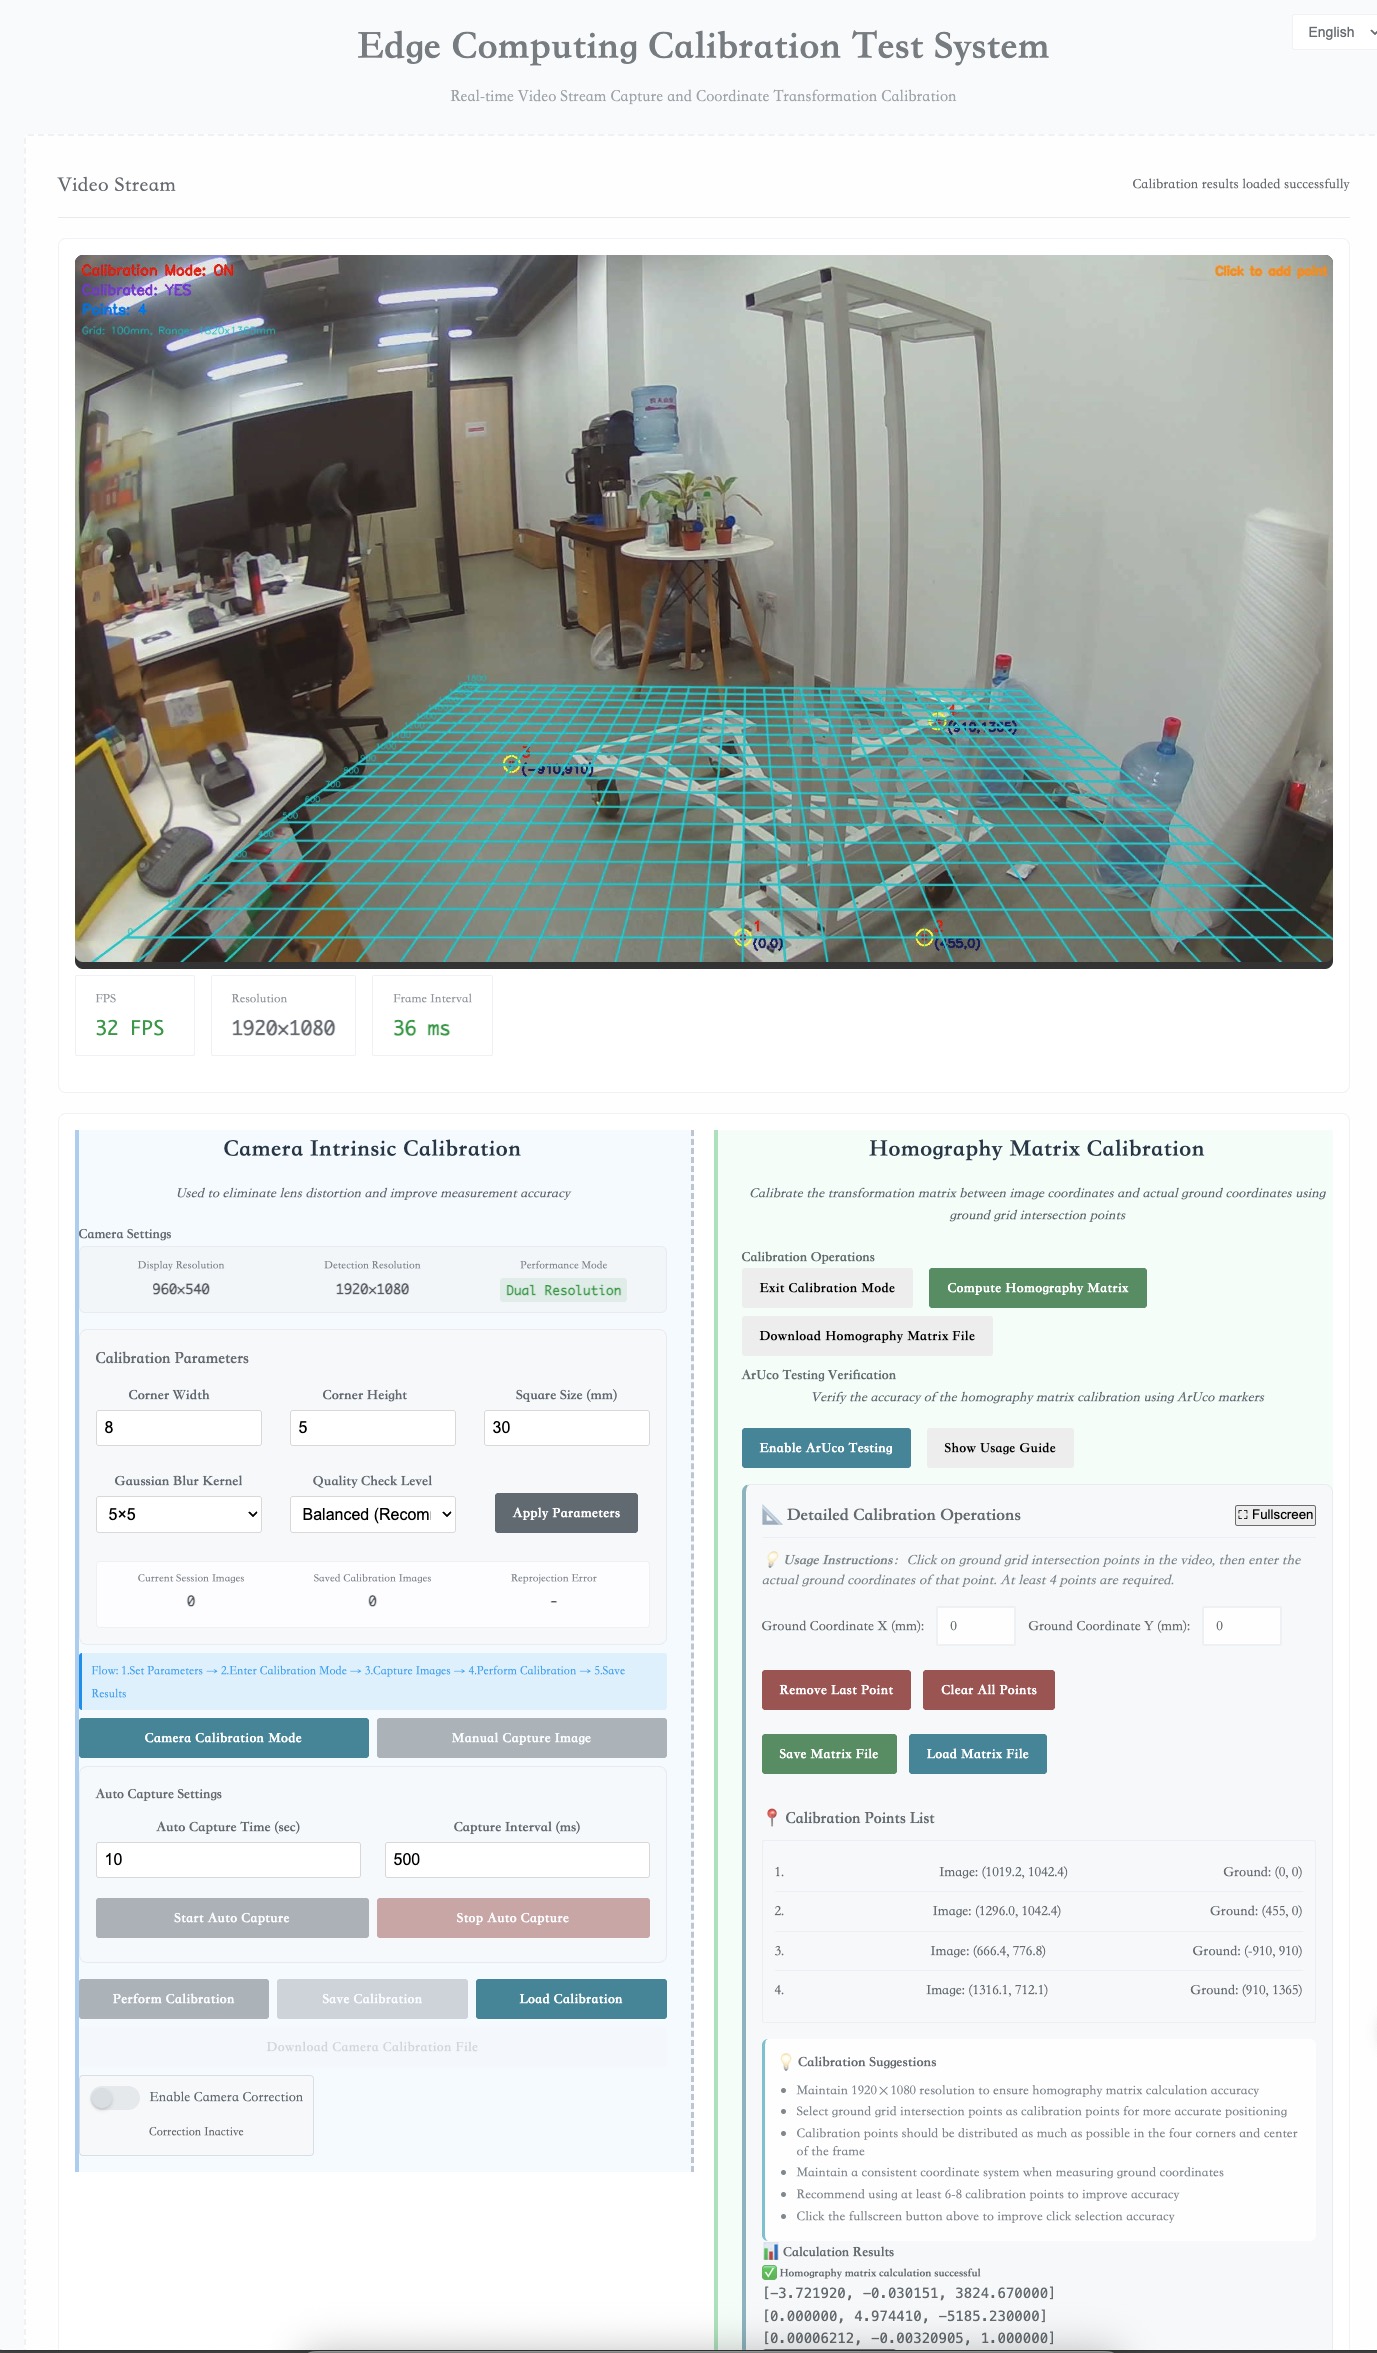 Edge Computing Calibration Test System
English
Real-time Video Stream Capture and Coordinate Transformation Calibration
Video Stream
Calibration results loaded successfully
Calibration Mode: ON
Click to add point
Calibrated: YES
Points: 4
Grid: 100mm, Range:
4
(910,1365)
3
(-910,910)
1
(0,0)
2
(455,0)
0
FPS
32 FPS
Resolution
1920×1080
Frame Interval
36 ms
Camera Intrinsic Calibration
Used to eliminate lens distortion and improve measurement accuracy
Camera Settings
Display Resolution
960×540
Detection Resolution
1920×1080
Performance Mode
Dual Resolution
Calibration Parameters
Corner Width
8
Corner Height
5
Square Size (mm)
30
Gaussian Blur Kernel
5×5
Quality Check Level
Balanced (Recom
Apply Parameters
Current Session Images
0
Saved Calibration Images
0
Reprojection Error
-
Flow: 1.Set Parameters → 2.Enter Calibration Mode → 3.Capture Images → 4.Perform Calibration → 5.Save
Results
Camera Calibration Mode
Manual Capture Image
Auto Capture Settings
Auto Capture Time (sec)
10
Capture Interval (ms)
500
Start Auto Capture
Stop Auto Capture
Perform Calibration
Save Calibration
Load Calibration
Download Camera Calibration File
Enable Camera Correction
Correction Inactive
Homography Matrix Calibration
Calibrate the transformation matrix between image coordinates and actual ground coordinates using
ground grid intersection points
Calibration Operations
Exit Calibration Mode
Compute Homography Matrix
Download Homography Matrix File
ArUco Testing Verification
Verify the accuracy of the homography matrix calibration using ArUco markers
Enable ArUco Testing
Show Usage Guide
📐 Detailed Calibration Operations
⛶ Fullscreen
💡 Usage Instructions: Click on ground grid intersection points in the video, then enter the
actual ground coordinates of that point. At least 4 points are required.
Ground Coordinate X (mm):
0
Ground Coordinate Y (mm):
0
Remove Last Point
Clear All Points
Save Matrix File
Load Matrix File
📍 Calibration Points List
1. Image: (1019.2, 1042.4) Ground: (0, 0)
2. Image: (1296.0, 1042.4) Ground: (455, 0)
3. Image: (666.4, 776.8) Ground: (-910, 910)
4. Image: (1316.1, 712.1) Ground: (910, 1365)
💡 Calibration Suggestions
• Maintain 1920×1080 resolution to ensure homography matrix calculation accuracy
• Select ground grid intersection points as calibration points for more accurate positioning
• Calibration points should be distributed as much as possible in the four corners and center
of the frame
• Maintain a consistent coordinate system when measuring ground coordinates
• Recommend using at least 6-8 calibration points to improve accuracy
• Click the fullscreen button above to improve click selection accuracy
📊 Calculation Results
✅ Homography matrix calculation successful
[-3.721920, -0.030151, 3824.670000]
[0.000000, 4.974410, -5185.230000]
[0.00006212, -0.00320905, 1.000000]